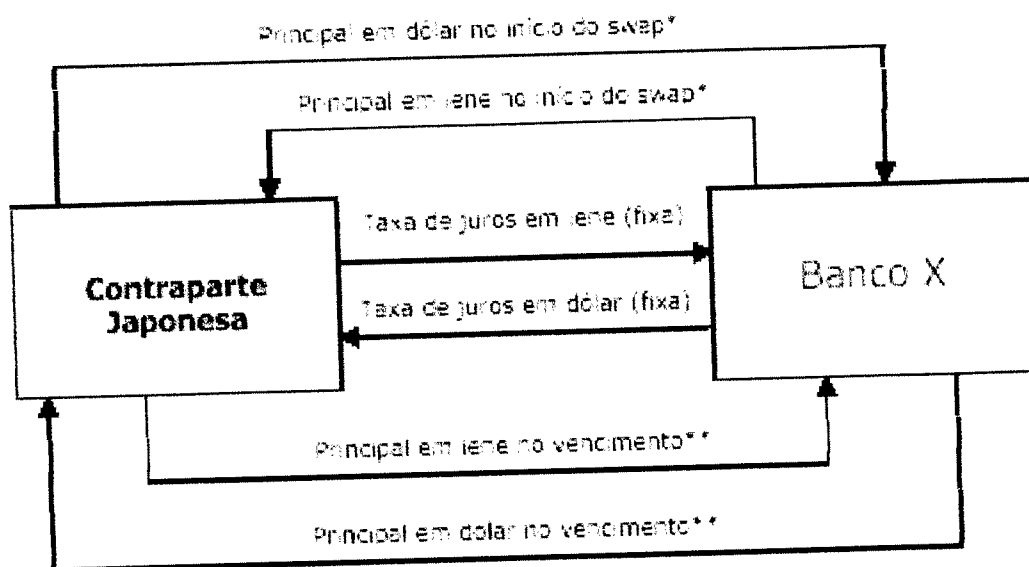 Principal em dólar no início do swap*
Principal em iene no início do swap*
Taxa de juros em iene (fixa)
Contraparte
Japonesa
Banco X
Taxa de juros em dólar (fixa)
Principal em iene no vencimento**
Principal em dólar no vencimento**